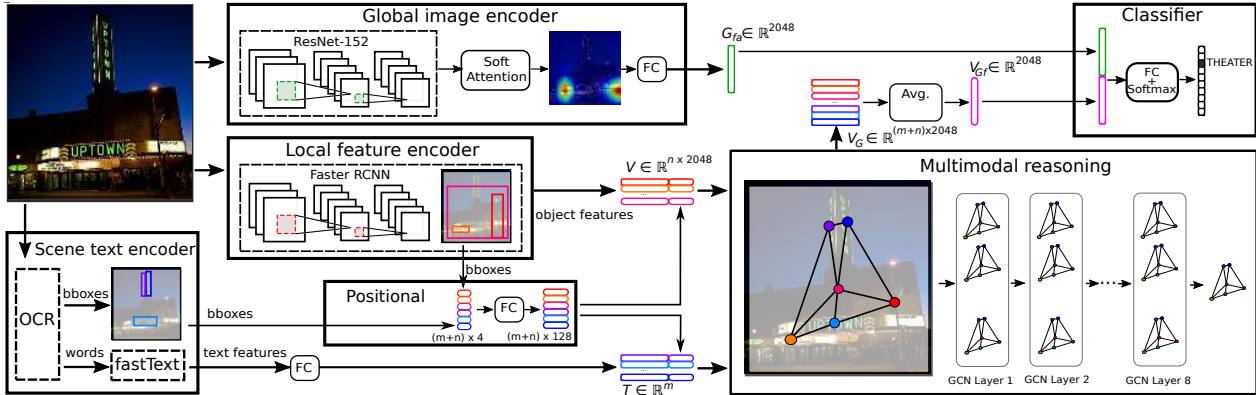 Global image encoder
ResNet-152
Soft
Attention
FC
G_fa ∈ ℝ^2048
UPTOWN
UPTOWN
Classifier
FC
+
Softmax
THEATER
Avg.
V_Gf ∈ ℝ^2048
V_G ∈ ℝ^(m+n)x2048
...
Local feature encoder
Faster RCNN
object features
V ∈ ℝ^n x 2048
...
Multimodal reasoning
UPTOWN
GCN Layer 1
GCN Layer 2
......
GCN Layer 8
Scene text encoder
OCR
bboxes
words
fastText
bboxes
text features
FC
bboxes
Positional
FC
(m+n) x 4
(m+n) x 128
...
T ∈ ℝ^m